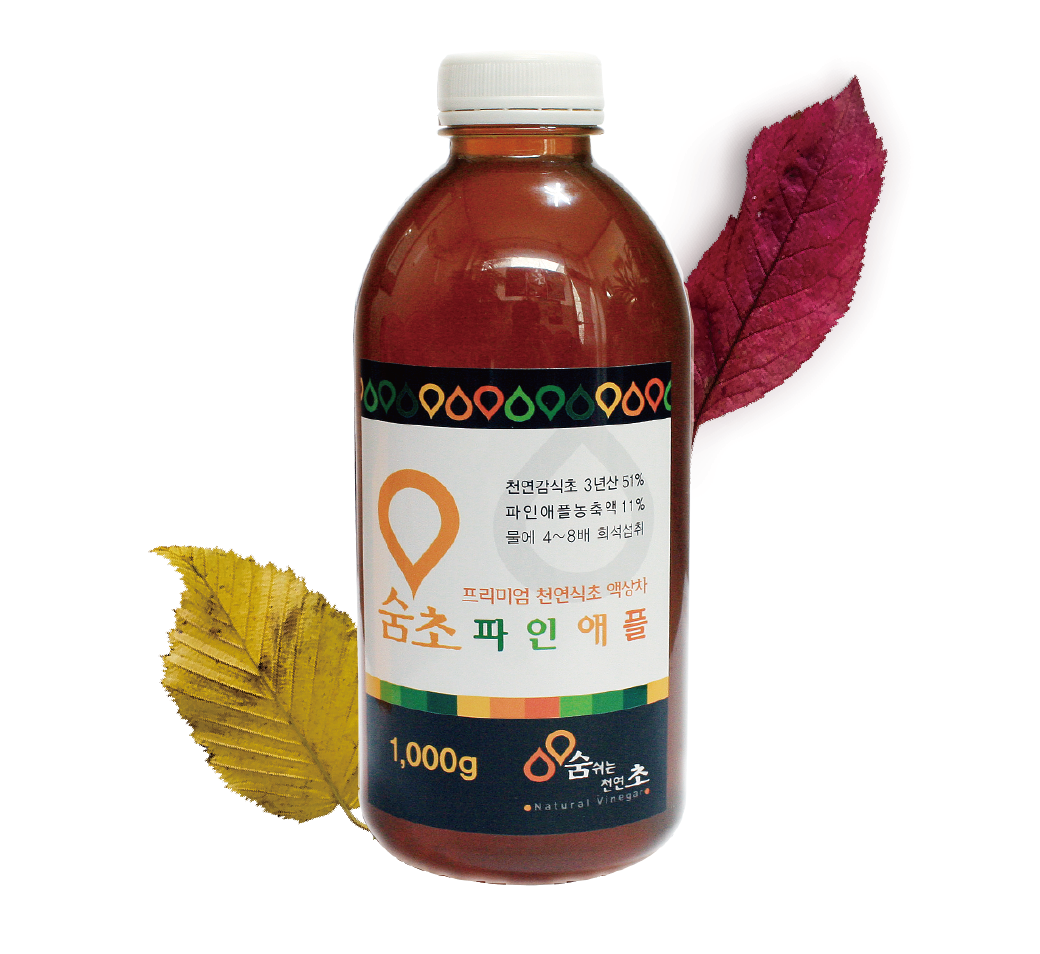 천연감식초 3년산 51%
파인애플농축액 11%
물에 4~8배 희석섭취
프리미엄 천연식초 액상차
숨초 파인애플
1,000g
숨쉬는
천연초
Natural Vinegar